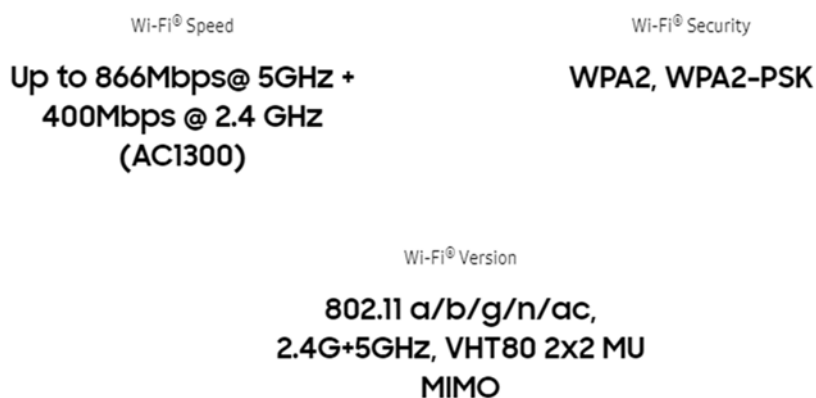 Wi-Fi® Speed
Up to 866Mbps@ 5GHz +
400Mbps @ 2.4 GHz
(AC1300)
Wi-Fi® Security
WPA2, WPA2-PSK
Wi-Fi® Version
802.11 a/b/g/n/ac,
2.4G+5GHz, VHT80 2x2 MU
MIMO